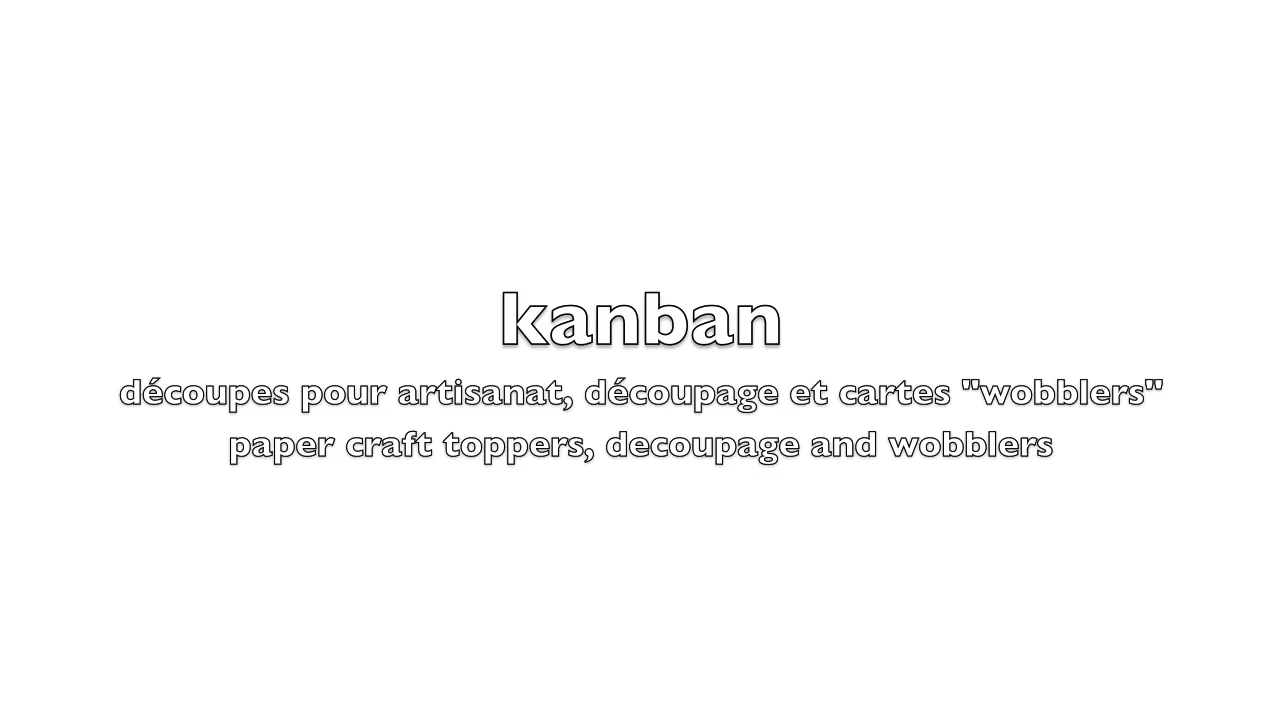 kanban
découpes pour artisanat, découpage et cartes "wobblers"
paper craft toppers, decoupage and wobblers